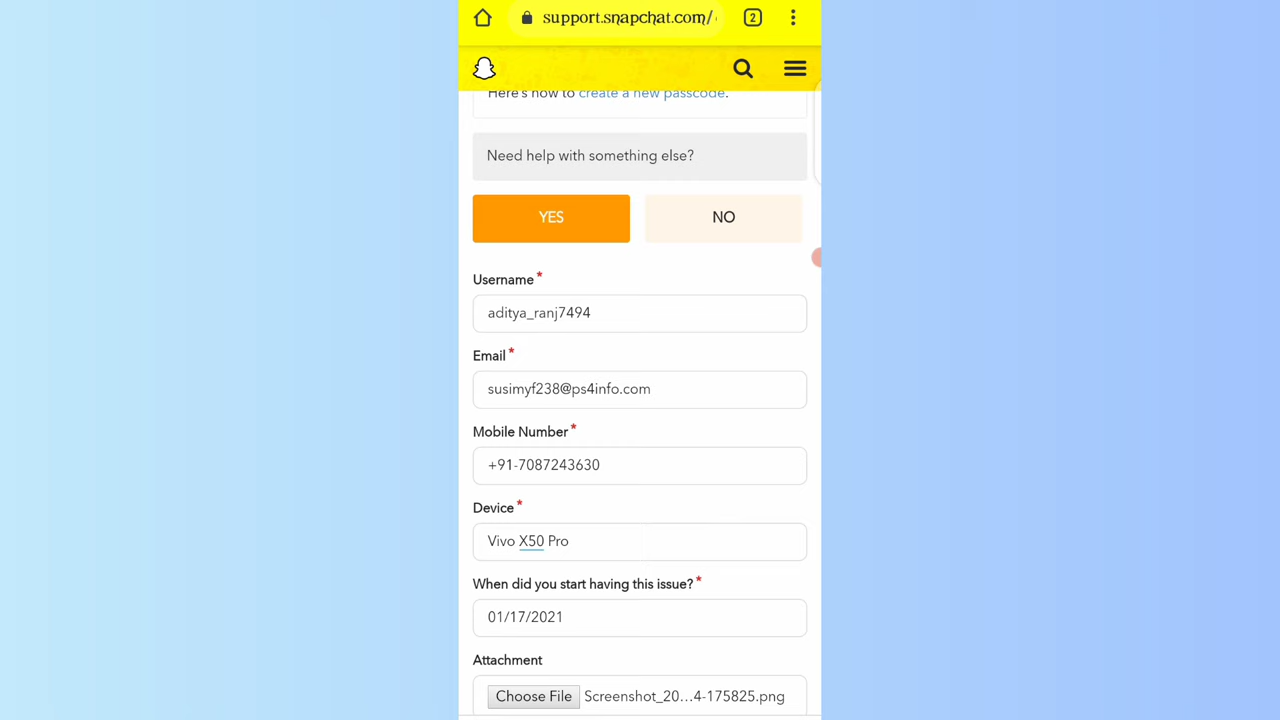 support.snapchat.com/
2
Here's how to create a new passcode.
Need help with something else?
YES
NO
Username *
aditya_ranj7494
Email *
susimyf238@ps4info.com
Mobile Number *
+91-7087243630
Device *
Vivo X50 Pro
When did you start having this issue? *
01/17/2021
Attachment
Choose File Screenshot_20...4-175825.png